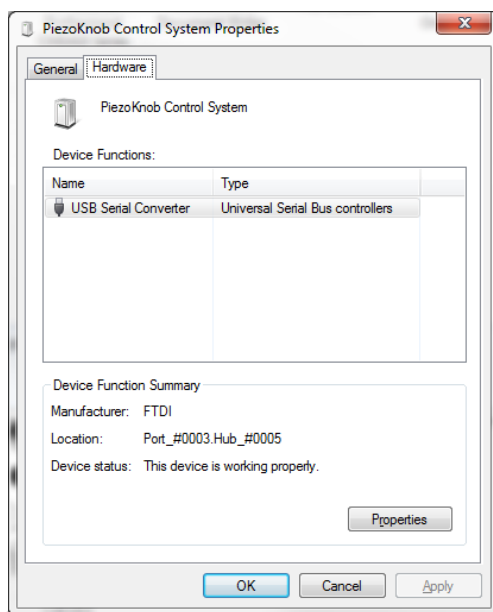 PiezoKnob Control System Properties
General Hardware
PiezoKnob Control System
Device Functions:
Name Type
USB Serial Converter Universal Serial Bus controllers
Device Function Summary
Manufacturer: FTDI
Location: Port_#0003.Hub_#0005
Device status: This device is working properly.
Properties
OK Cancel Apply